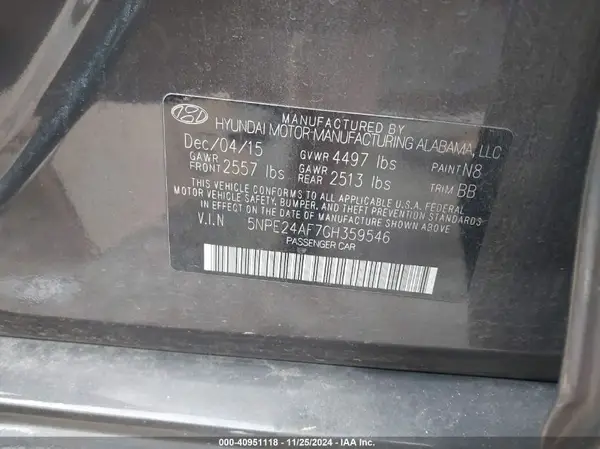 MANUFACTURED BY
HYUNDAI MOTOR MANUFACTURING ALABAMA, LLC
Dec/04/15 GVWR 4497 lbs PAINT N8
GAWR FRONT 2557 lbs GAWR REAR 2513 lbs TRIM BB
THIS VEHICLE CONFORMS TO ALL APPLICABLE U.S.A FEDERAL
MOTOR VEHICLE SAFETY, BUMPER, AND THEFT PREVENTION STANDARDS
IN EFFECT ON THE DATE OF MANUFACTURE SHOWN ABOVE.
V.I.N 5NPE24AF7GH359546
PASSENGER CAR
000-40951118 - 11/25/2024 - IAA Inc.